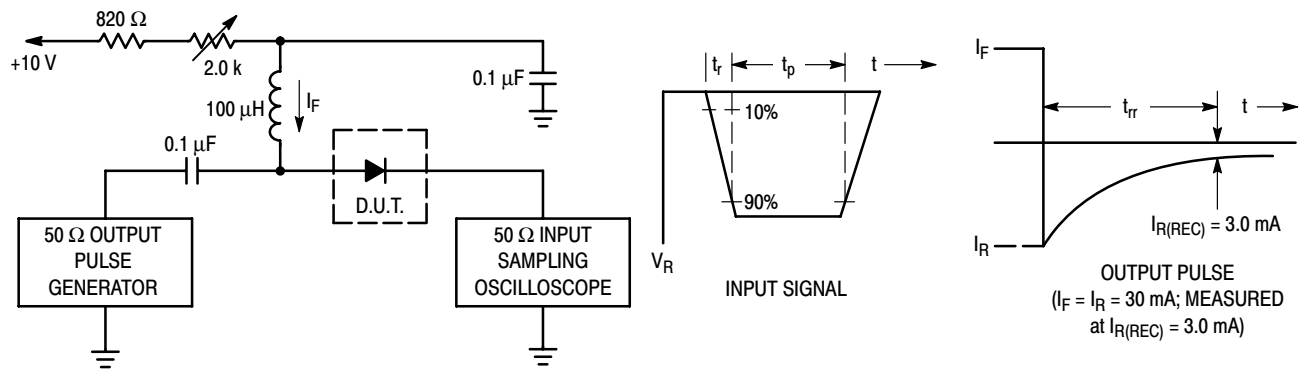 820 Ω
+10 V
2.0 k
100 μH
I_F
0.1 μF
0.1 μF
D.U.T.
50 Ω OUTPUT
PULSE
GENERATOR
50 Ω INPUT
SAMPLING
OSCILLOSCOPE
t_r
t_p
t
10%
90%
V_R
INPUT SIGNAL
I_F
t_rr
t
I_R
I_R(REC) = 3.0 mA
OUTPUT PULSE
(I_F = I_R = 30 mA; MEASURED
at I_R(REC) = 3.0 mA)